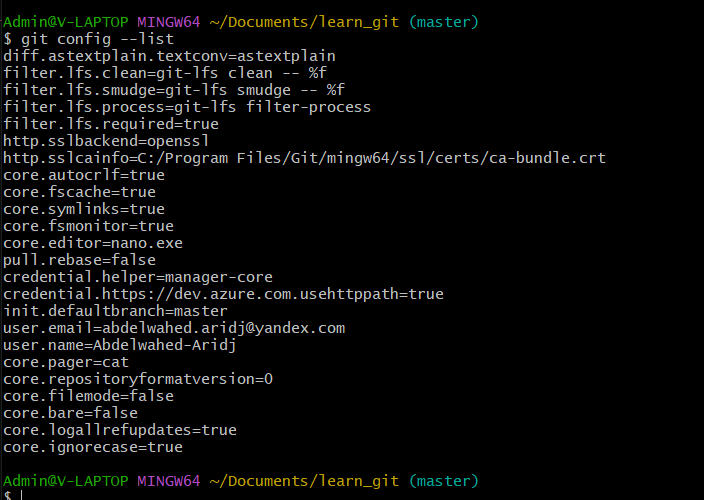 Admin@V-LAPTOP MINGW64 ~/Documents/learn_git (master)
$ git config --list
diff.astextplain.textconv=astextplain
filter.lfs.clean=git-lfs clean -- %f
filter.lfs.smudge=git-lfs smudge -- %f
filter.lfs.process=git-lfs filter-process
filter.lfs.required=true
http.sslbackend=openssl
http.sslcainfo=C:/Program Files/Git/mingw64/ssl/certs/ca-bundle.crt
core.autocrlf=true
core.fscache=true
core.symlinks=true
core.fsmonitor=true
core.editor=nano.exe
pull.rebase=false
credential.helper=manager-core
credential.https://dev.azure.com.usehttppath=true
init.defaultbranch=master
user.email=abdelwahed.aridj@yandex.com
user.name=Abdelwahed-Aridj
core.pager=cat
core.repositoryformatversion=0
core.filemode=false
core.bare=false
core.logallrefupdates=true
core.ignorecase=true
Admin@V-LAPTOP MINGW64 ~/Documents/learn_git (master)
$